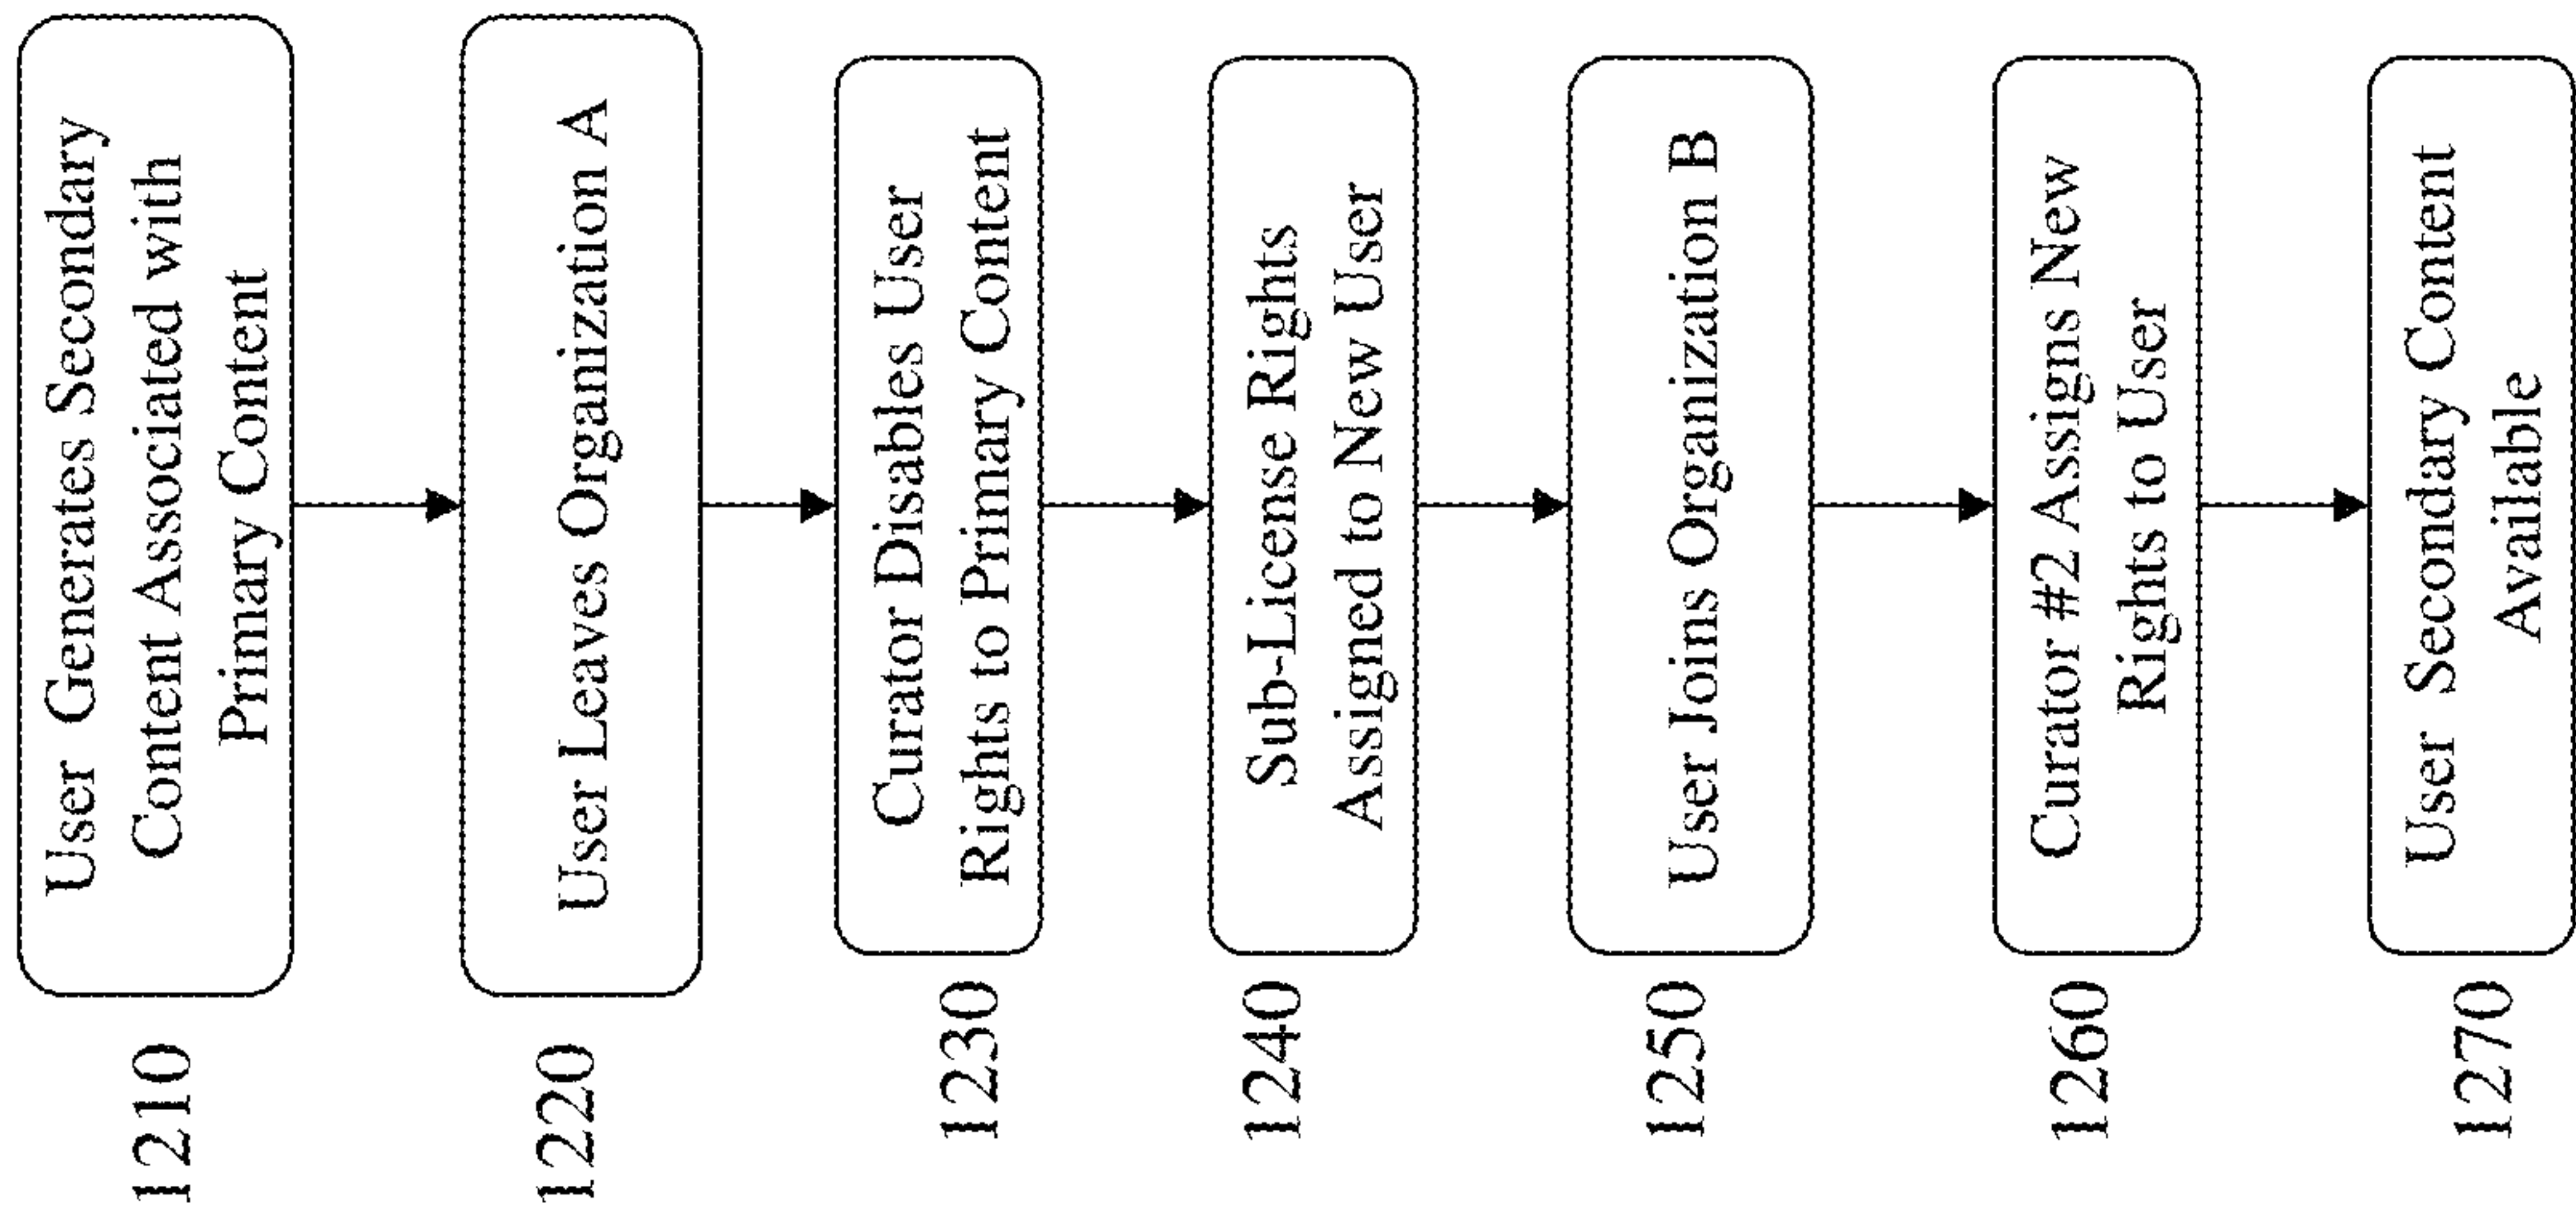 1210
User Generates Secondary
Content Associated with
Primary Content
1220
User Leaves Organization A
1230
Curator Disables User
Rights to Primary Content
1240
Sub-License Rights
Assigned to New User
1250
User Joins Organization B
1260
Curator #2 Assigns New
Rights to User
1270
User Secondary Content
Available